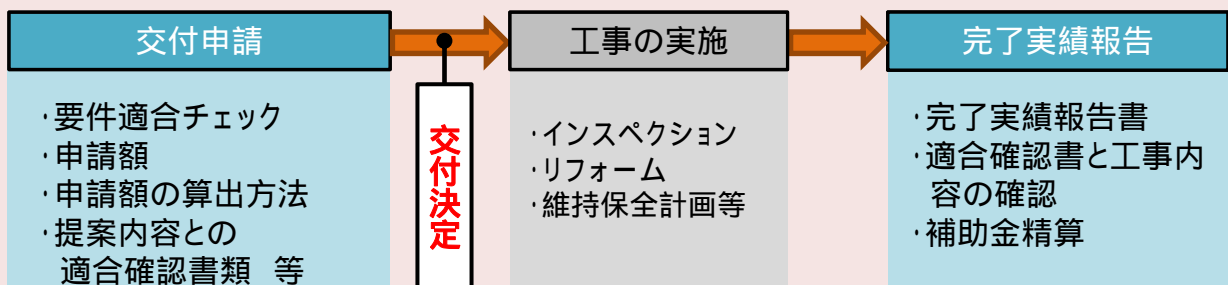 交付申請
・要件適合チェック
・申請額
・申請額の算出方法
・提案内容との
適合確認書類 等
交付決定
工事の実施
・インスペクション
・リフォーム
・維持保全計画等
完了実績報告
・完了実績報告書
・適合確認書と工事内
容の確認
・補助金精算